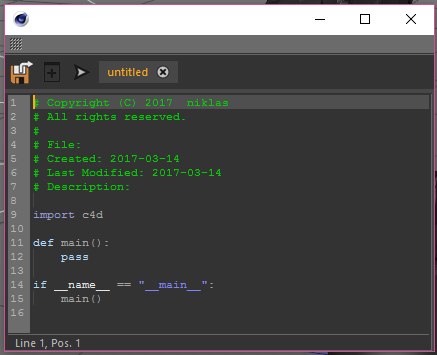 untitled
1 # Copyright (C) 2017  niklas
2 # All rights reserved.
3 #
4 # File:
5 # Created: 2017-03-14
6 # Last Modified: 2017-03-14
7 # Description:
8
9 import c4d
10
11 def main():
12     pass
13
14 if __name__ == "__main__":
15     main()
16
Line 1, Pos. 1